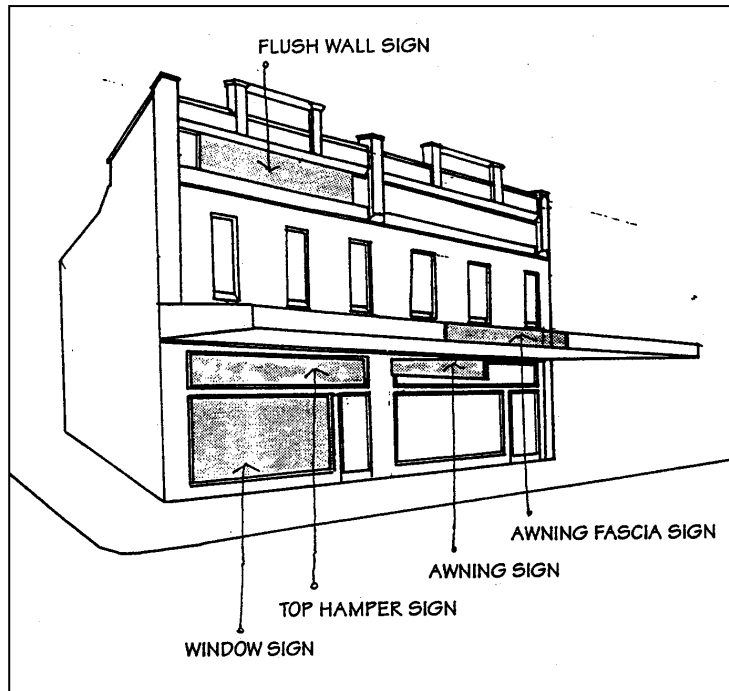 FLUSH WALL SIGN
AWNING FASCIA SIGN
AWNING SIGN
TOP HAMPER SIGN
WINDOW SIGN